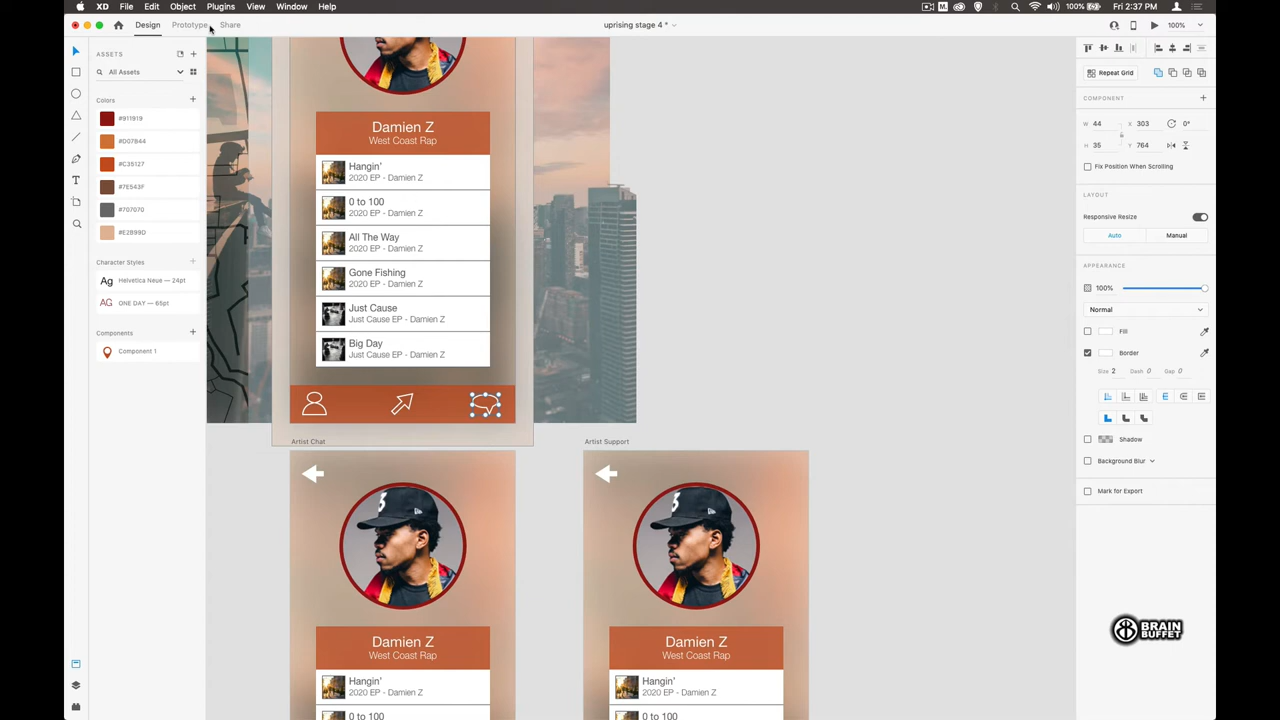 XD File Edit Object Plugins View Window Help
100% Fri 2:37 PM
Design Prototype Share
uprising stage 4 *
100%
ASSETS
All Assets
Colors
#911919
#D07B44
#C35127
#7E543F
#707070
#E2B99D
Character Styles
Ag Helvetica Neue — 24pt
AG ONE DAY — 65pt
Components
Component 1
Damien Z
West Coast Rap
Hangin'
2020 EP - Damien Z
0 to 100
2020 EP - Damien Z
All The Way
2020 EP - Damien Z
Gone Fishing
2020 EP - Damien Z
Just Cause
Just Cause EP - Damien Z
Big Day
Just Cause EP - Damien Z
Artist Chat
Damien Z
West Coast Rap
Hangin'
2020 EP - Damien Z
0 to 100
Artist Support
Damien Z
West Coast Rap
Hangin'
2020 EP - Damien Z
0 to 100
Repeat Grid
COMPONENT
W 44 X 303 0°
H 35 Y 764
Fix Position When Scrolling
LAYOUT
Responsive Resize
Auto Manual
APPEARANCE
100%
Normal
Fill
Border
Size 2 Dash 0 Gap 0
Shadow
Background Blur
Mark for Export
BRAIN
BUFFET